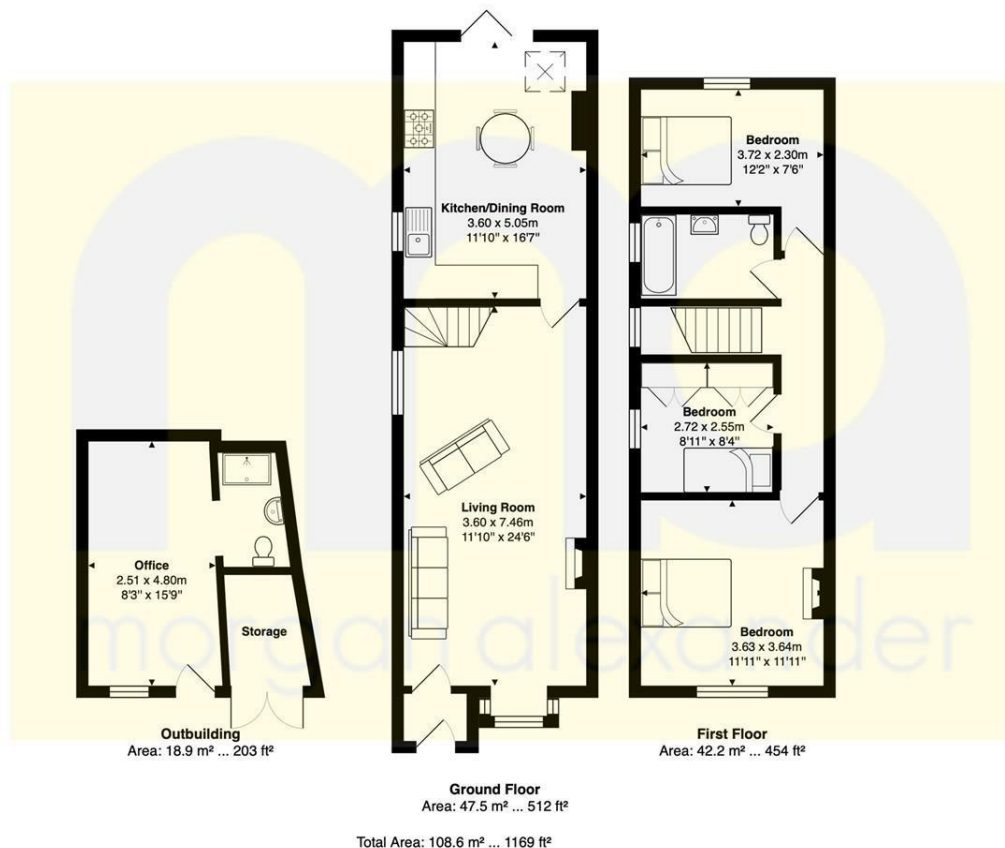 Kitchen/Dining Room
3.60 x 5.05m
11'10" x 16'7"
Bedroom
3.72 x 2.30m
12'2" x 7'6"
Bedroom
2.72 x 2.55m
8'11" x 8'4"
Living Room
3.60 x 7.46m
11'10" x 24'6"
Office
2.51 x 4.80m
8'3" x 15'9"
Storage
Bedroom
3.63 x 3.64m
11'11" x 11'11"
ma
morgan alexander
Outbuilding
Area: 18.9 m² ... 203 ft²
First Floor
Area: 42.2 m² ... 454 ft²
Ground Floor
Area: 47.5 m² ... 512 ft²
Total Area: 108.6 m² ... 1169 ft²